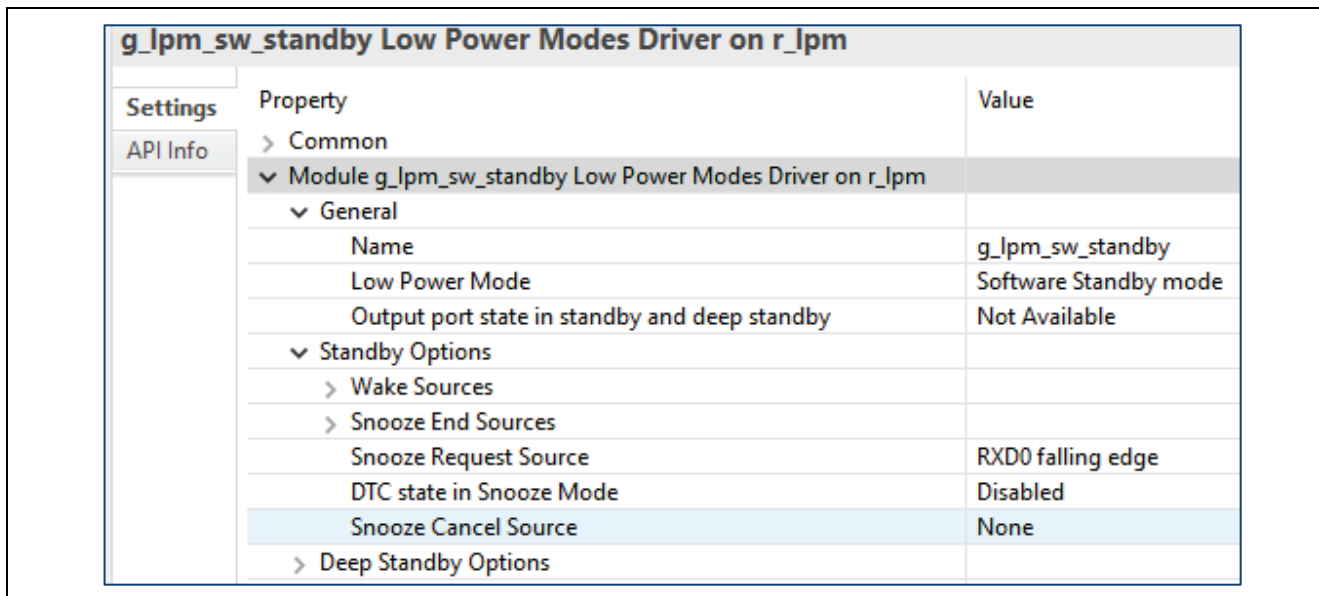 g_lpm_sw_standby Low Power Modes Driver on r_lpm
Settings
API Info
Property Value
Common
Module g_lpm_sw_standby Low Power Modes Driver on r_lpm
General
Name g_lpm_sw_standby
Low Power Mode Software Standby mode
Output port state in standby and deep standby Not Available
Standby Options
Wake Sources
Snooze End Sources
Snooze Request Source RXD0 falling edge
DTC state in Snooze Mode Disabled
Snooze Cancel Source None
Deep Standby Options